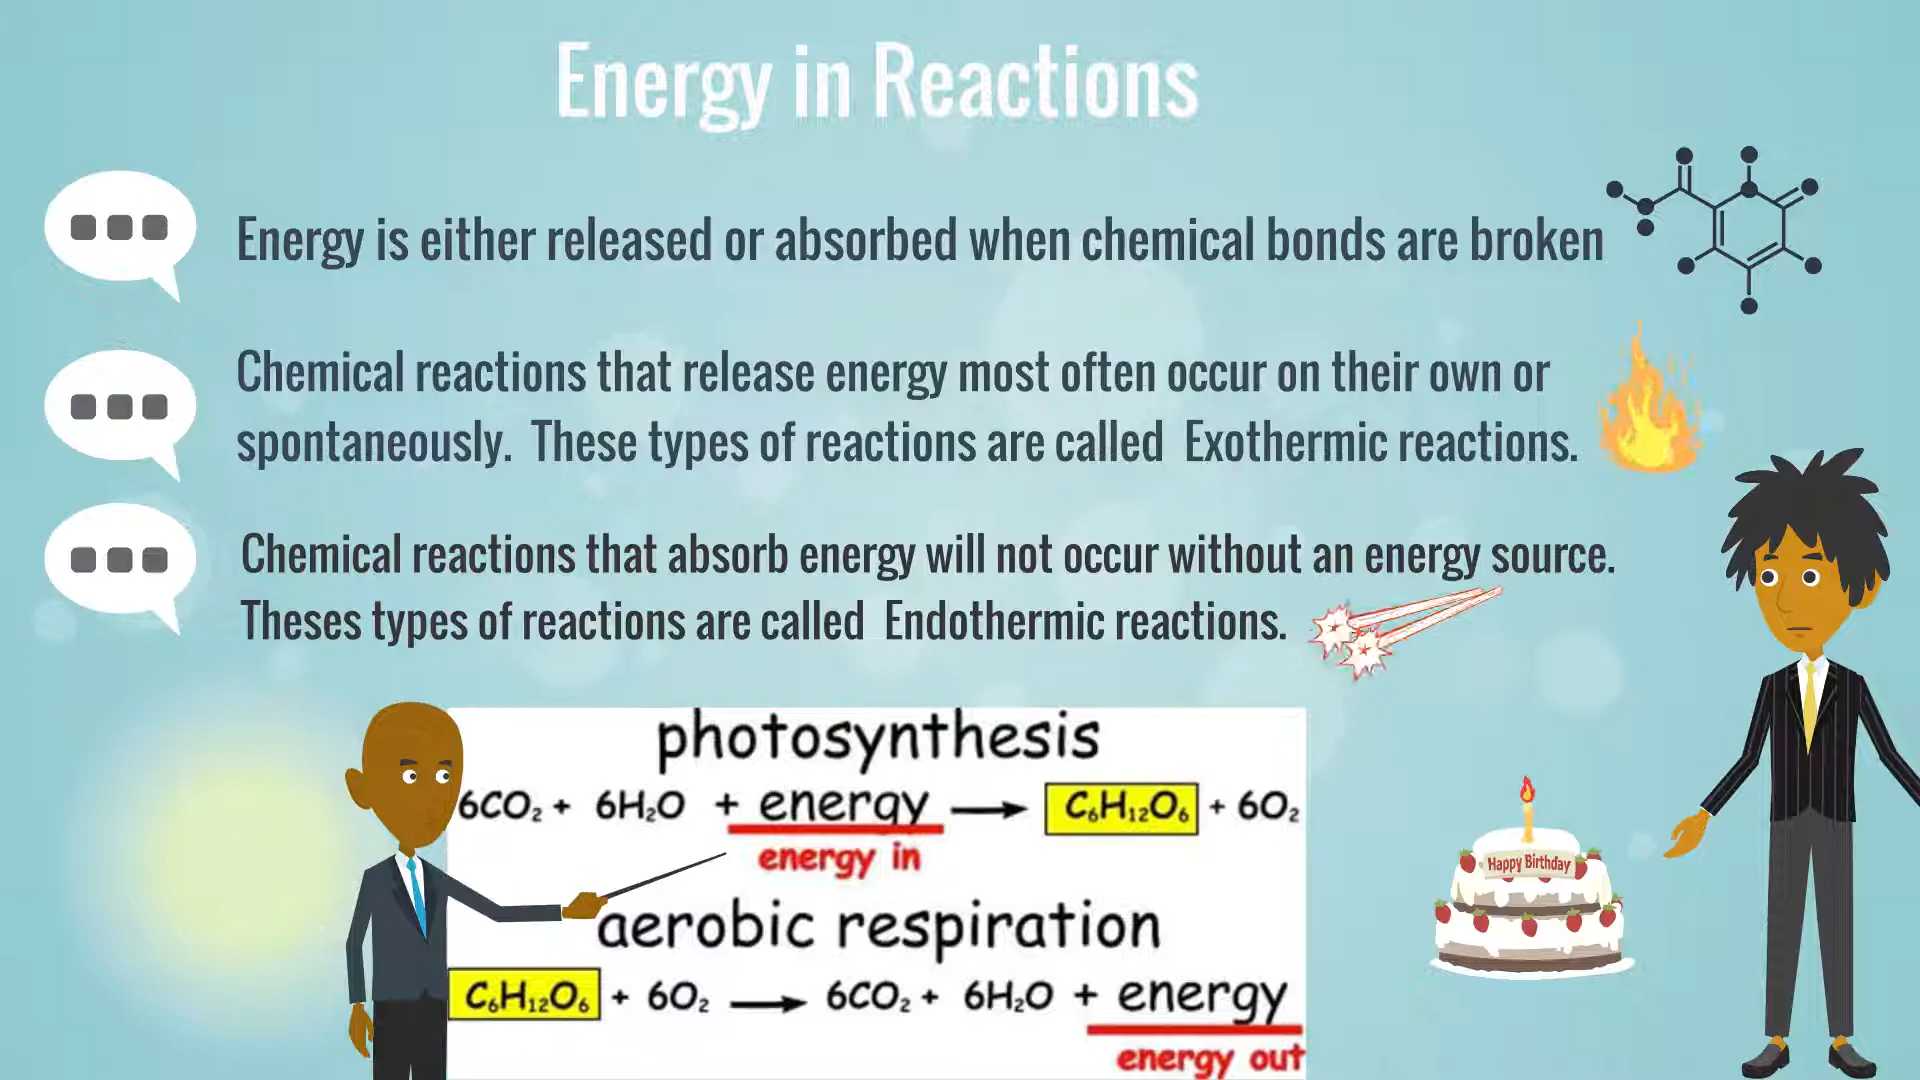 Energy in Reactions
Energy is either released or absorbed when chemical bonds are broken
Chemical reactions that release energy most often occur on their own or
spontaneously. These types of reactions are called Exothermic reactions.
Chemical reactions that absorb energy will not occur without an energy source.
Theses types of reactions are called Endothermic reactions.
photosynthesis
6CO₂ + 6H₂O + energy → C₆H₁₂O₆ + 6O₂
energy in
aerobic respiration
C₆H₁₂O₆ + 6O₂ → 6CO₂ + 6H₂O + energy
energy out
Happy Birthday